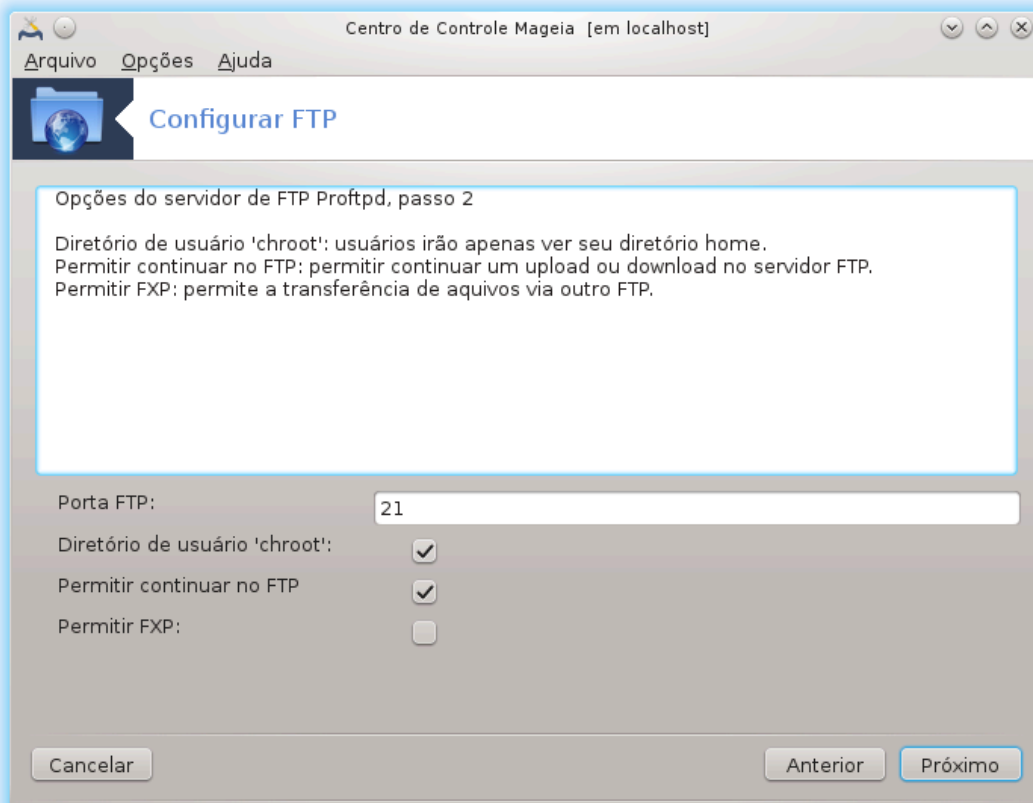 Centro de Controle Mageia [em localhost]
Arquivo Opções Ajuda
Configurar FTP
Opções do servidor de FTP Proftpd, passo 2
Diretório de usuário 'chroot': usuários irão apenas ver seu diretório home.
Permitir continuar no FTP: permitir continuar um upload ou download no servidor FTP.
Permitir FXP: permite a transferência de aquivos via outro FTP.
Porta FTP: 21
Diretório de usuário 'chroot':
Permitir continuar no FTP
Permitir FXP:
Cancelar Anterior Próximo